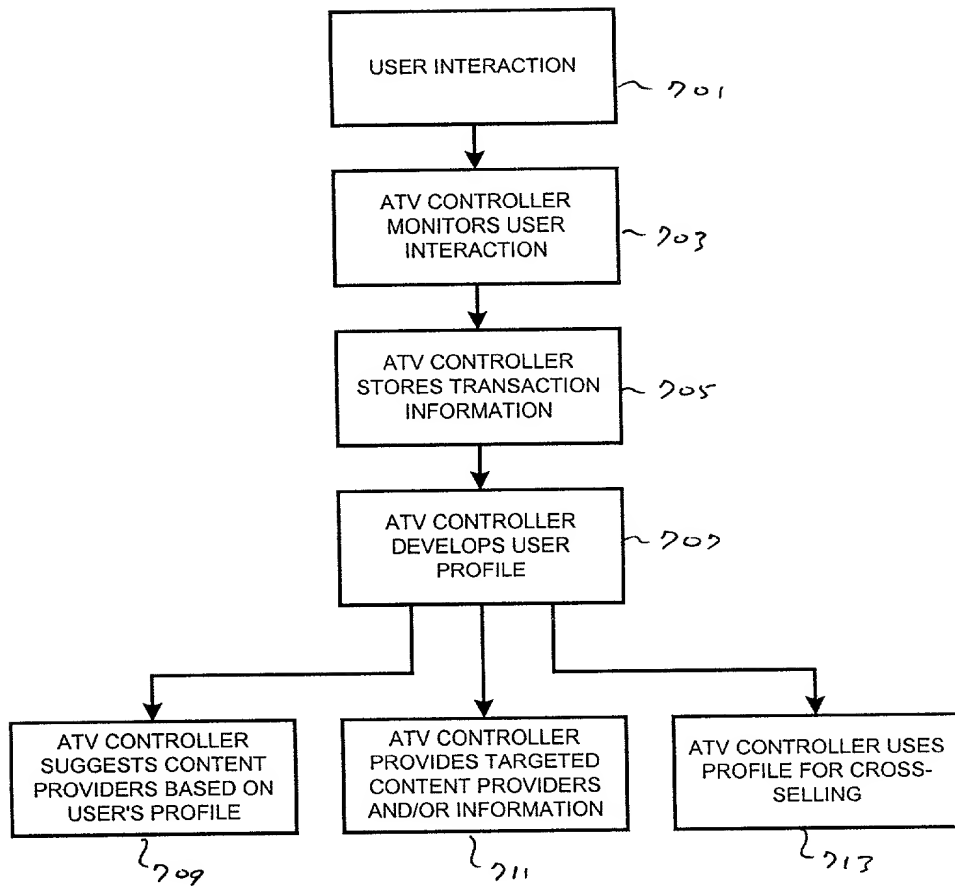 USER INTERACTION
701
ATV CONTROLLER
MONITORS USER
INTERACTION
703
ATV CONTROLLER
STORES TRANSACTION
INFORMATION
705
ATV CONTROLLER
DEVELOPS USER
PROFILE
707
ATV CONTROLLER
SUGGESTS CONTENT
PROVIDERS BASED ON
USER'S PROFILE
709
ATV CONTROLLER
PROVIDES TARGETED
CONTENT PROVIDERS
AND/OR INFORMATION
711
ATV CONTROLLER USES
PROFILE FOR CROSS-
SELLING
713